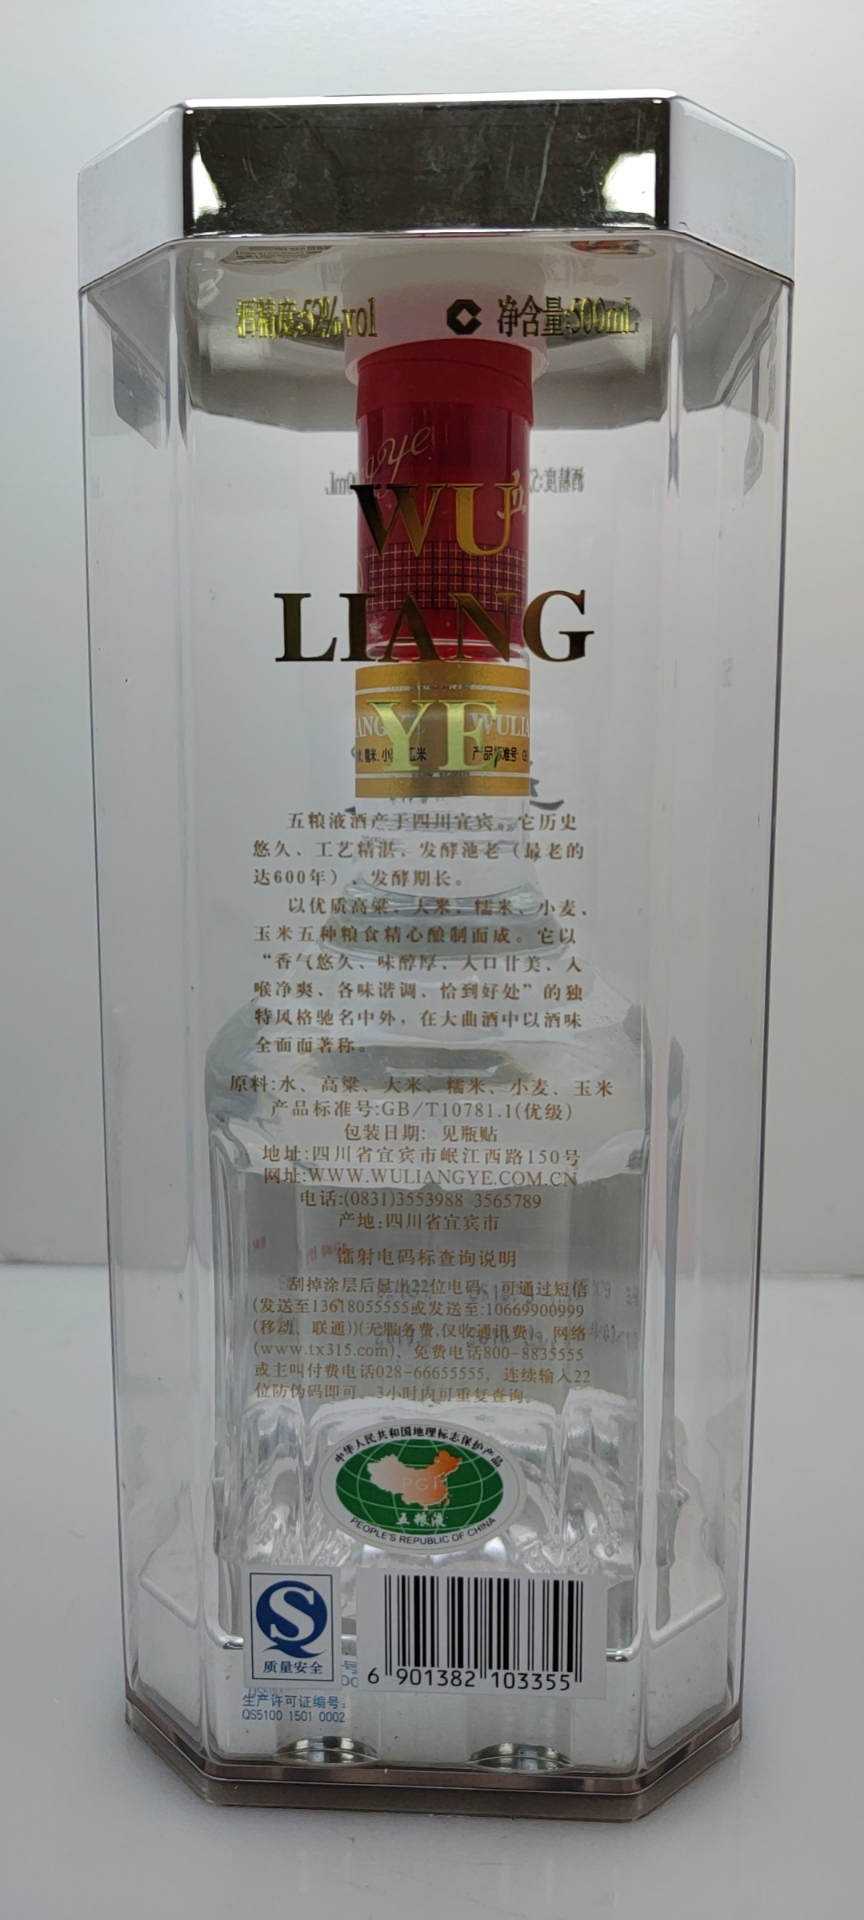 酒精度:52%vol 净含量:500mL
WU
LIANG
YE
五粮液酒产于四川宜宾。它历史
悠久、工艺精湛、发酵池老（最老的
达600年）、发酵期长。
以优质高粱、大米、糯米、小麦、
玉米五种粮食精心酿制而成。它以
“香气悠久、味醇厚、入口甘美、入
喉净爽、各味谐调、恰到好处”的独
特风格驰名中外，在大曲酒中以酒味
全面而著称。
原料:水、高粱、大米、糯米、小麦、玉米
产品标准号:GB/T10781.1(优级)
包装日期: 见瓶贴
地址:四川省宜宾市岷江西路150号
网址:WWW.WULIANGYE.COM.CN
电话:(0831)3553988 3565789
产地:四川省宜宾市
镭射电码标查询说明
刮掉涂层后显出22位电码，可通过短信
(发送至13618055555或发送至:10669900999
(移动、联通))(无服务费,仅收通讯费)、网络
(www.tx315.com)、免费电话800-8835555
或主叫付费电话028-66655555，连续输入22
位防伪码即可。3小时内可重复查询。
中华人民共和国地理标志保护产品
PGI
五粮液
PEOPLE'S REPUBLIC OF CHINA
质量安全
6 901382 103355
生产许可证编号:
QS5100 1501 0002